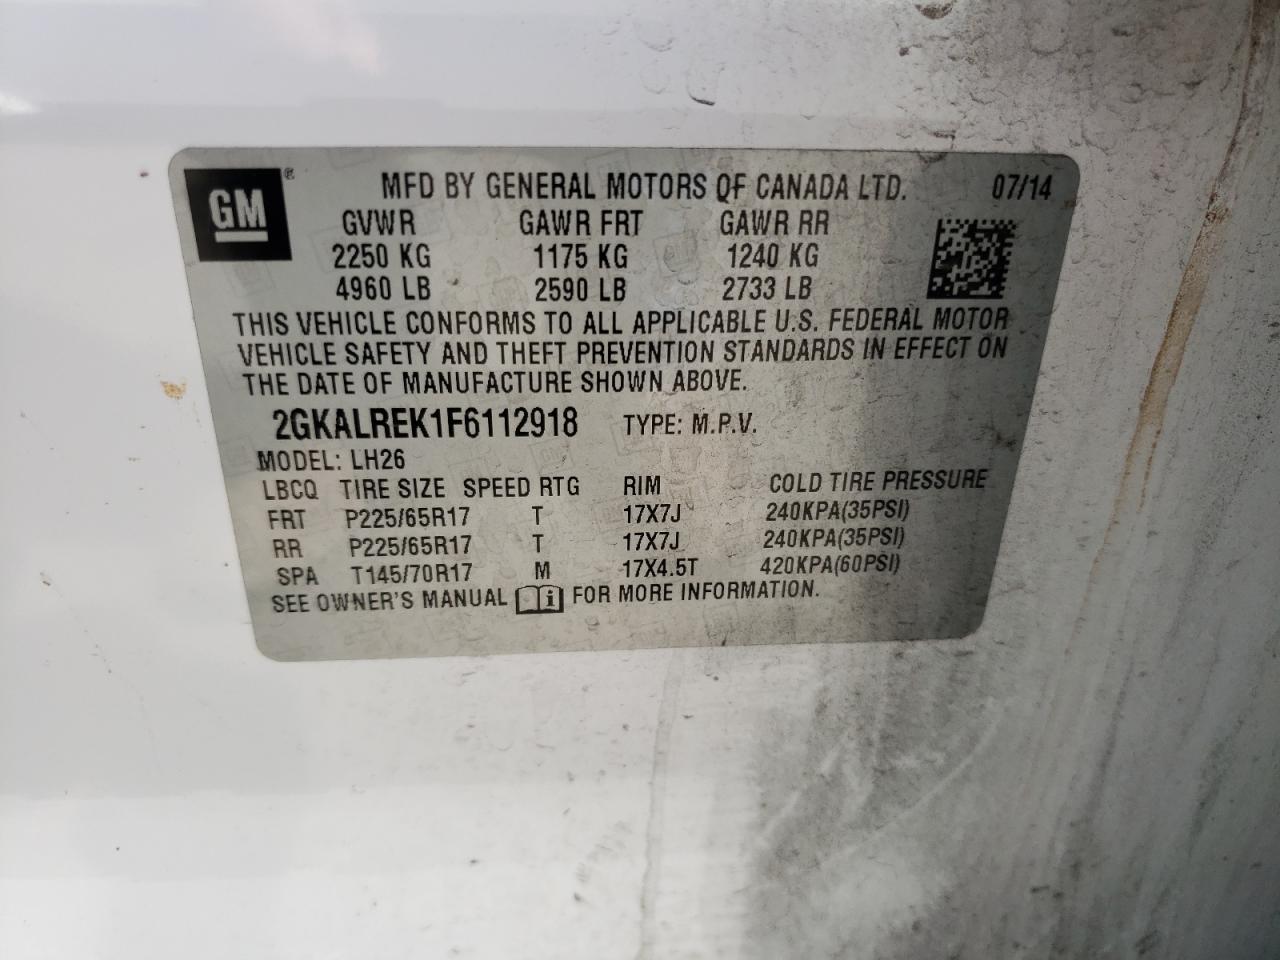 GM ® MFD BY GENERAL MOTORS OF CANADA LTD. 07/14
GVWR GAWR FRT GAWR RR
2250 KG 1175 KG 1240 KG
4960 LB 2590 LB 2733 LB
THIS VEHICLE CONFORMS TO ALL APPLICABLE U.S. FEDERAL MOTOR
VEHICLE SAFETY AND THEFT PREVENTION STANDARDS IN EFFECT ON
THE DATE OF MANUFACTURE SHOWN ABOVE.
2GKALREK1F6112918 TYPE: M.P.V.
MODEL: LH26
LBCQ TIRE SIZE SPEED RTG RIM COLD TIRE PRESSURE
FRT P225/65R17 T 17X7J 240KPA(35PSI)
RR P225/65R17 T 17X7J 240KPA(35PSI)
SPA T145/70R17 M 17X4.5T 420KPA(60PSI)
SEE OWNER'S MANUAL i FOR MORE INFORMATION.